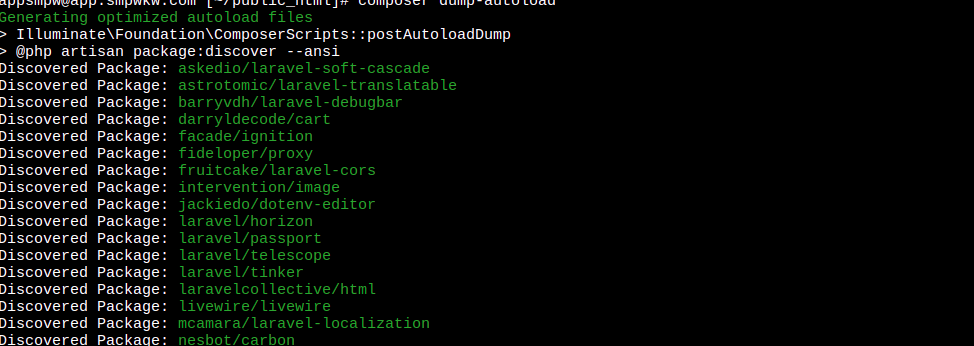 appsmpw@app.smpwkw.com [~/public_html]# composer dump-autoload
Generating optimized autoload files
> Illuminate\Foundation\ComposerScripts::postAutoloadDump
> @php artisan package:discover --ansi
Discovered Package: askedio/laravel-soft-cascade
Discovered Package: astrotomic/laravel-translatable
Discovered Package: barryvdh/laravel-debugbar
Discovered Package: darryldecode/cart
Discovered Package: facade/ignition
Discovered Package: fideloper/proxy
Discovered Package: fruitcake/laravel-cors
Discovered Package: intervention/image
Discovered Package: jackiedo/dotenv-editor
Discovered Package: laravel/horizon
Discovered Package: laravel/passport
Discovered Package: laravel/telescope
Discovered Package: laravel/tinker
Discovered Package: laravelcollective/html
Discovered Package: livewire/livewire
Discovered Package: mcamara/laravel-localization
Discovered Package: nesbot/carbon